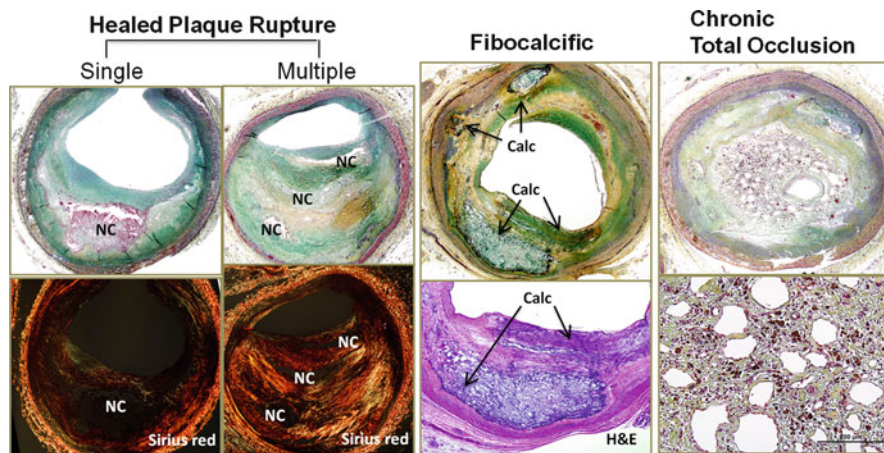 Healed Plaque Rupture
Single
Multiple
Fibocalcific
Chronic
Total Occlusion
NC
NC
NC
NC
Calc
Calc
NC
NC
NC
NC
Sirius red
Sirius red
Calc
H&E